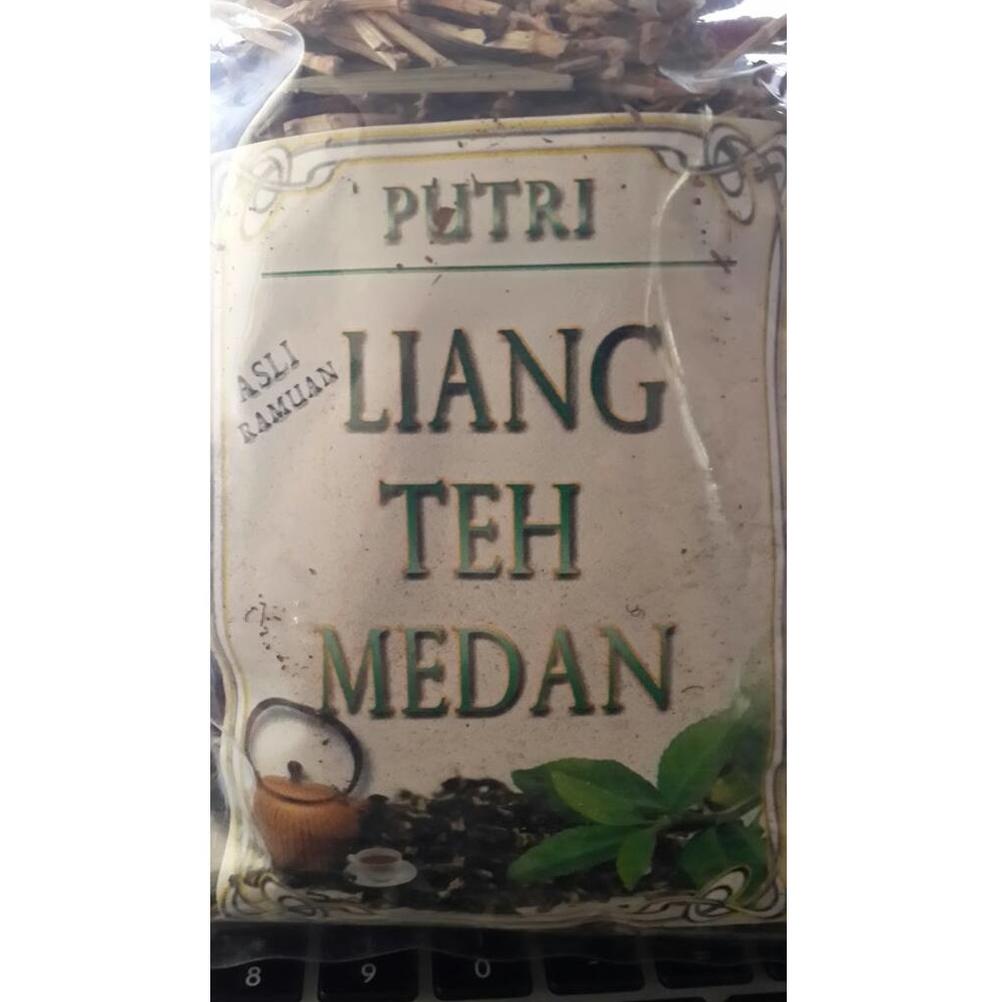 PUTRI
ASLI
RAMUAN
LIANG
TEH
MEDAN
8 9 0